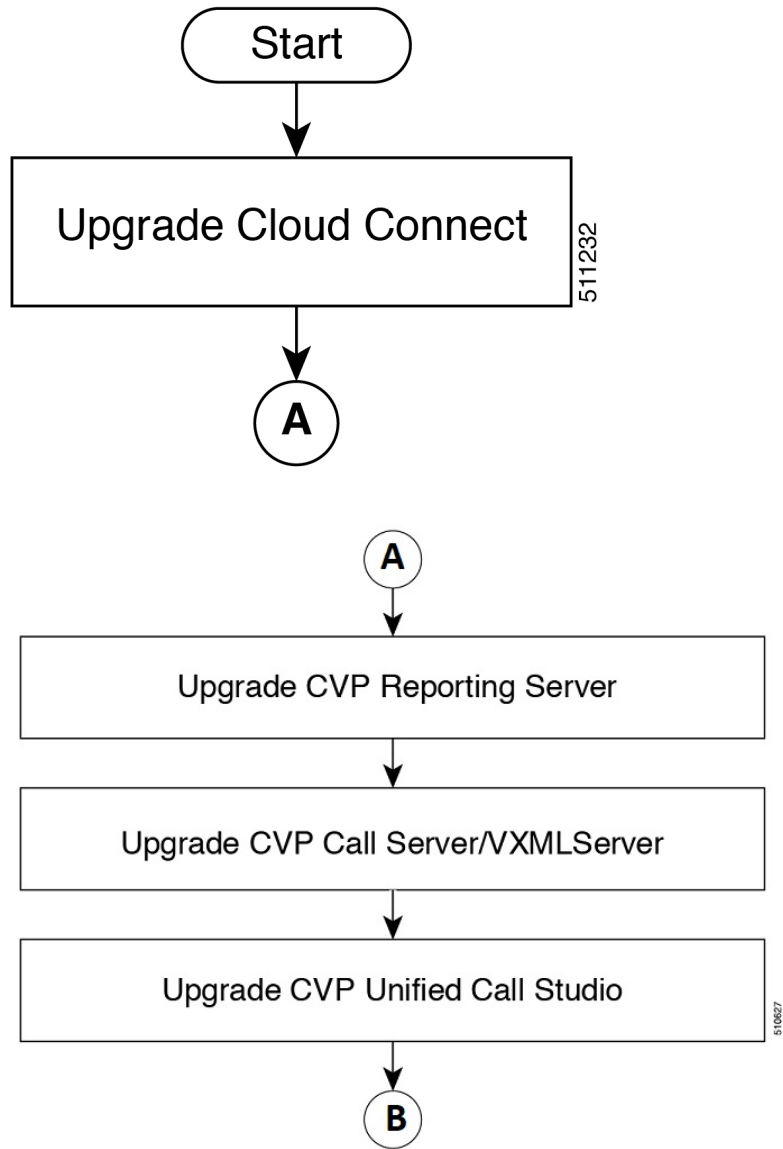 Start
Upgrade Cloud Connect
511232
A
A
Upgrade CVP Reporting Server
Upgrade CVP Call Server/VXMLServer
Upgrade CVP Unified Call Studio
510627
B